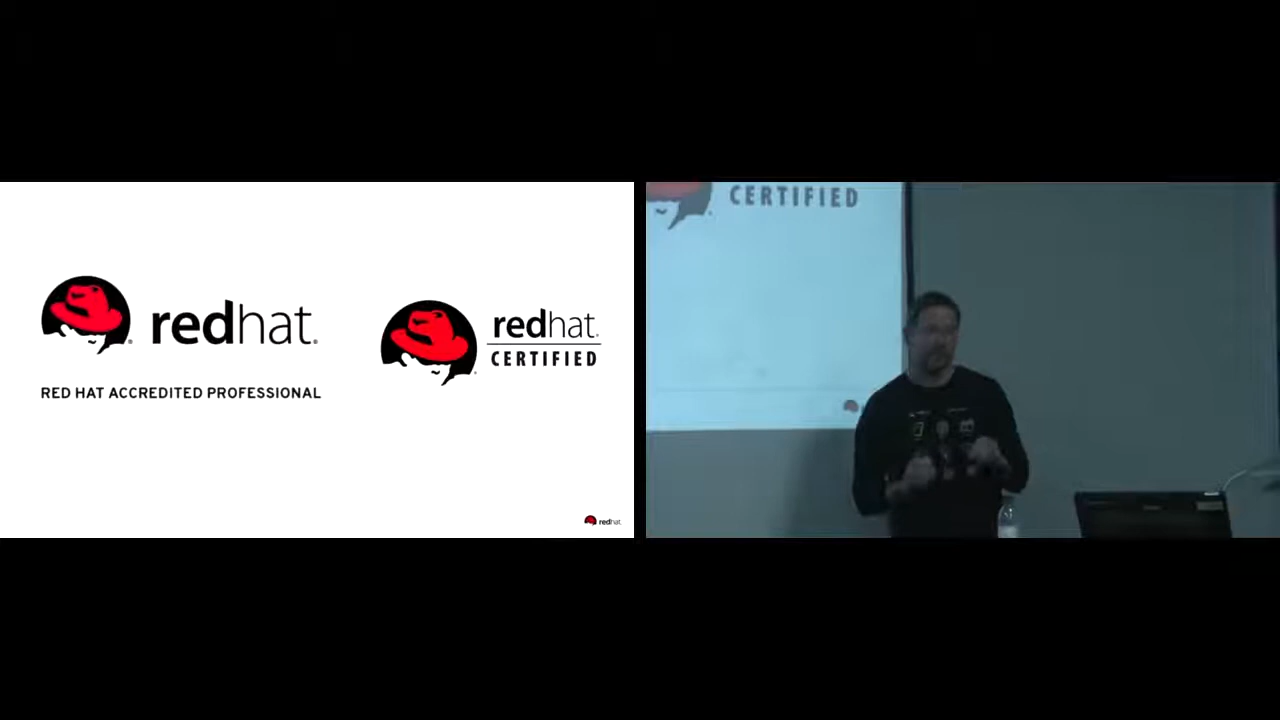 redhat.
RED HAT ACCREDITED PROFESSIONAL
redhat.
CERTIFIED
redhat.
CERTIFIED